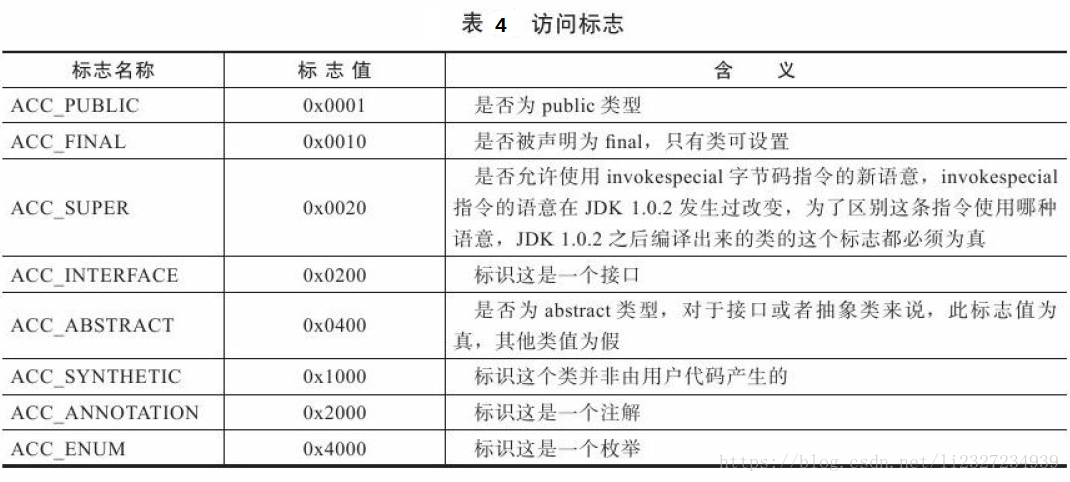 表 4 访问标志
标志名称 标 志 值 含 义
ACC_PUBLIC 0x0001 是否为 public 类型
ACC_FINAL 0x0010 是否被声明为 final，只有类可设置
ACC_SUPER 0x0020 是否允许使用 invokespecial 字节码指令的新语意，invokespecial
指令的语意在 JDK 1.0.2 发生过改变，为了区别这条指令使用哪种
语意，JDK 1.0.2 之后编译出来的类的这个标志都必须为真
ACC_INTERFACE 0x0200 标识这是一个接口
ACC_ABSTRACT 0x0400 是否为 abstract 类型，对于接口或者抽象类来说，此标志值为
真，其他类值为假
ACC_SYNTHETIC 0x1000 标识这个类并非由用户代码产生的
ACC_ANNOTATION 0x2000 标识这是一个注解
ACC_ENUM 0x4000 标识这是一个枚举
https://blog.csdn.net/li2327234939